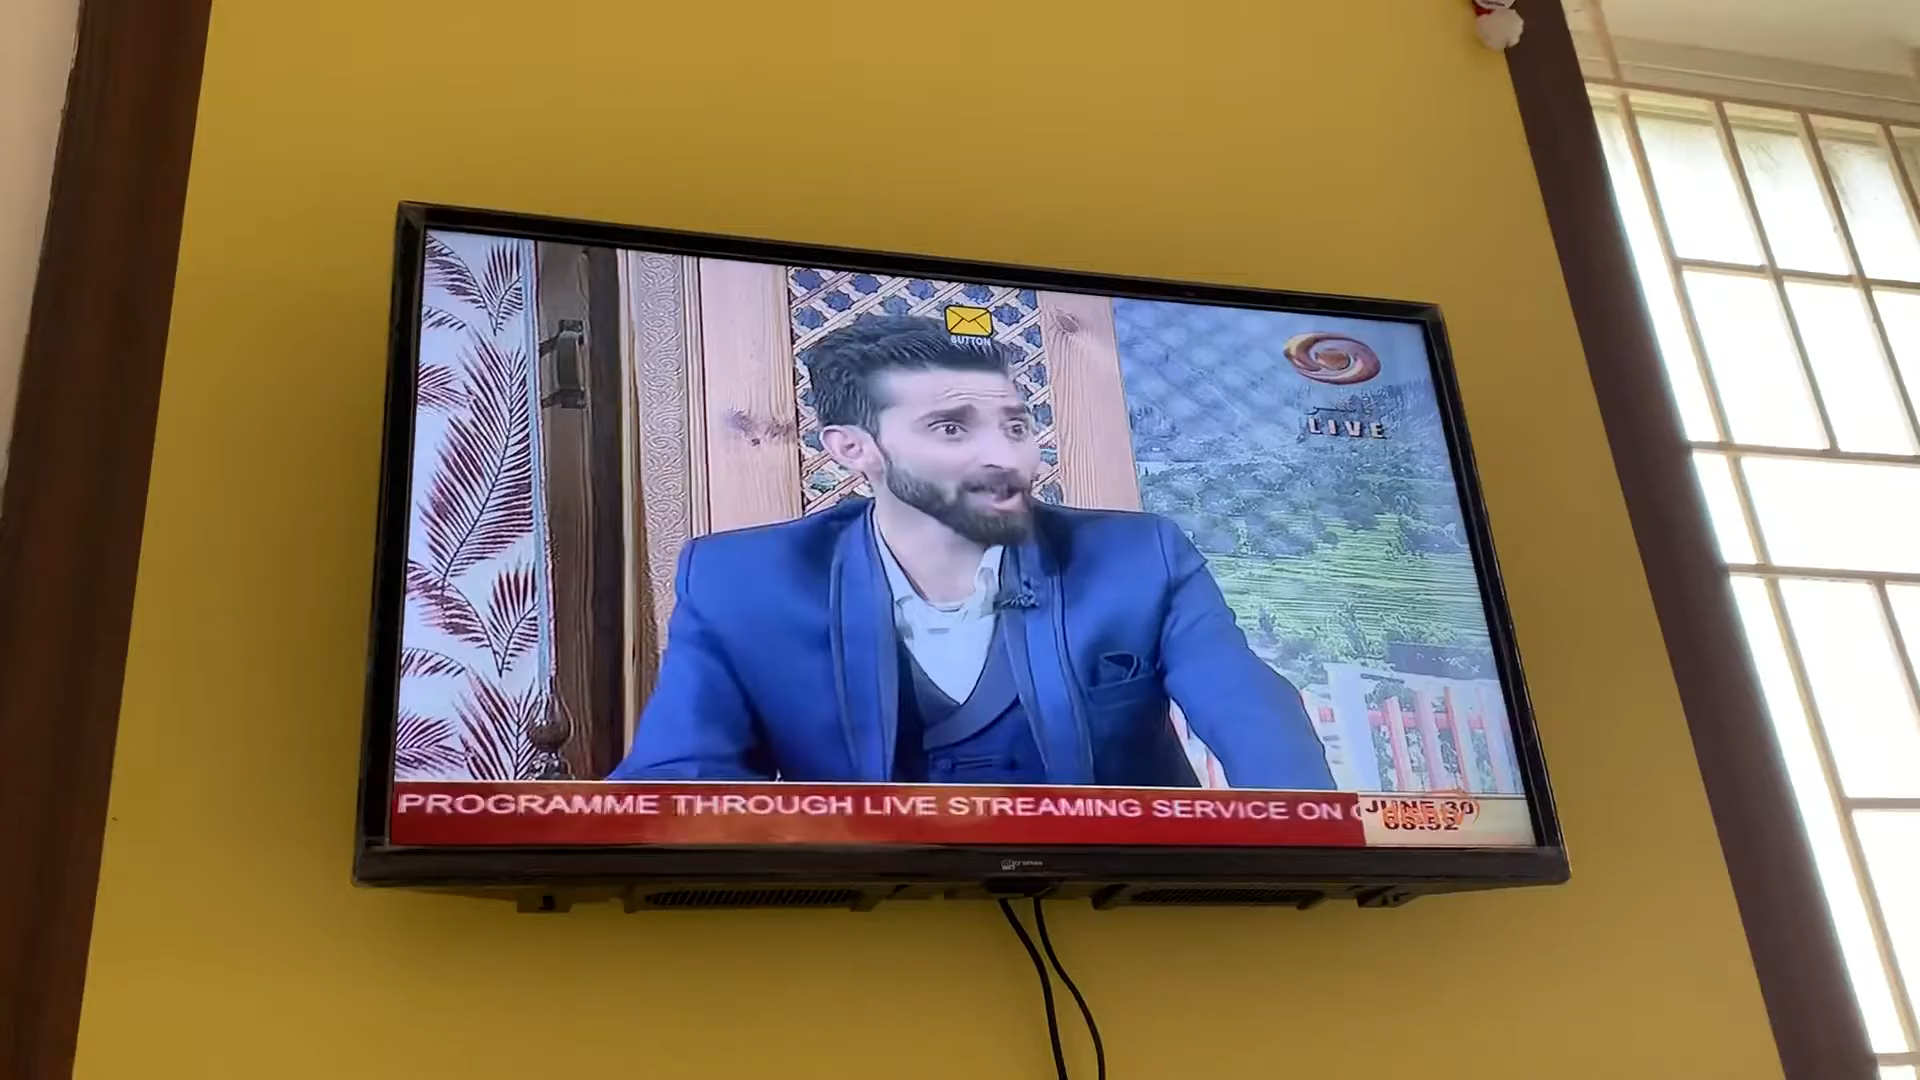 BUTTON
LIVE
PROGRAMME THROUGH LIVE STREAMING SERVICE ON
JUNE 30